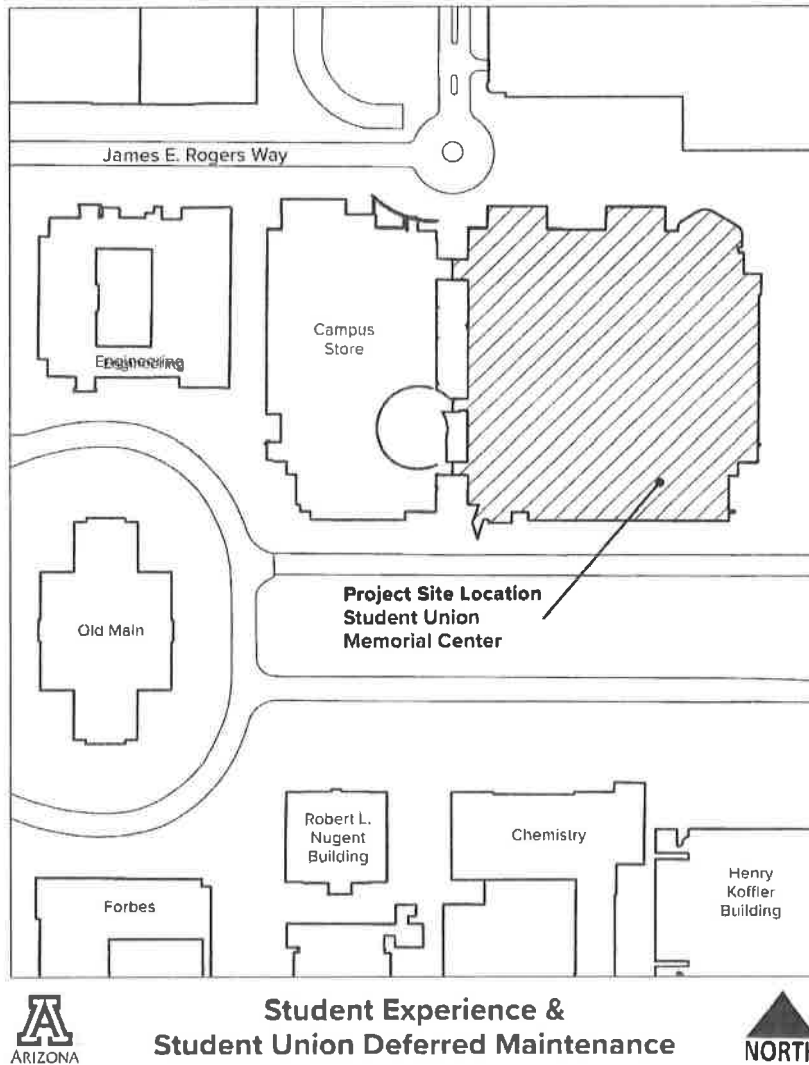 James E. Rogers Way
Campus
Store
Engineering
Engineering
Project Site Location
Student Union
Memorial Center
Old Main
Robert L.
Nugent
Building
Chemistry
Henry
Koffler
Building
Forbes
A
ARIZONA
Student Experience &
Student Union Deferred Maintenance
NORTH